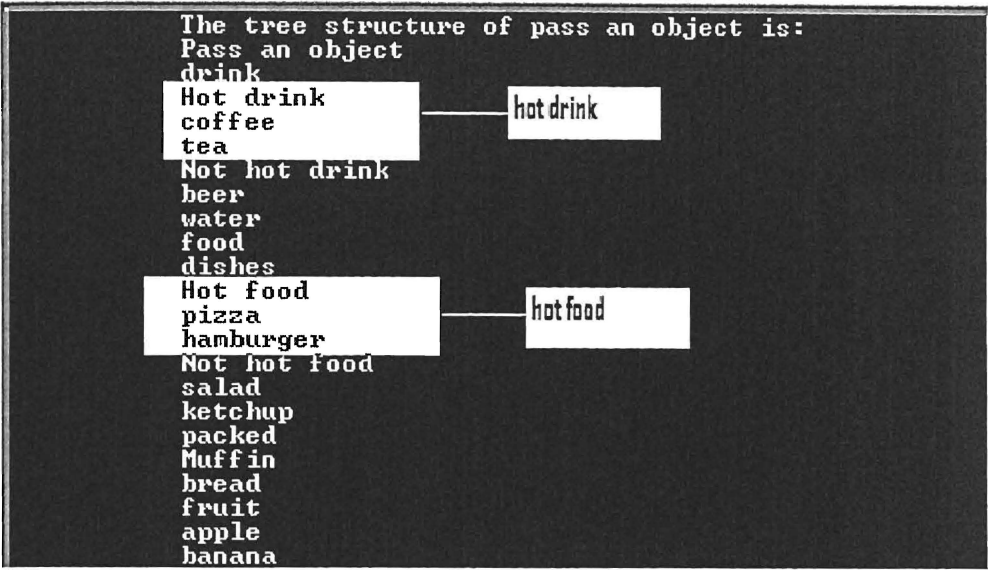 The tree structure of pass an object is:
Pass an object
drink
Hot drink
hot drink
coffee
tea
Not hot drink
beer
water
food
dishes
Hot food
hot food
pizza
hamburger
Not hot food
salad
ketchup
packed
Muffin
bread
fruit
apple
banana